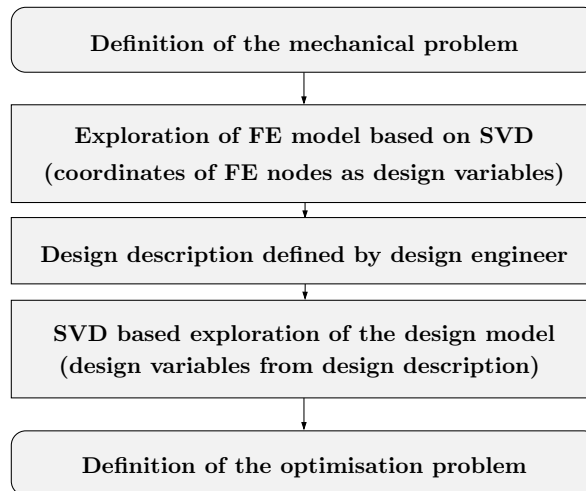 Definition of the mechanical problem
Exploration of FE model based on SVD
(coordinates of FE nodes as design variables)
Design description defined by design engineer
SVD based exploration of the design model
(design variables from design description)
Definition of the optimisation problem